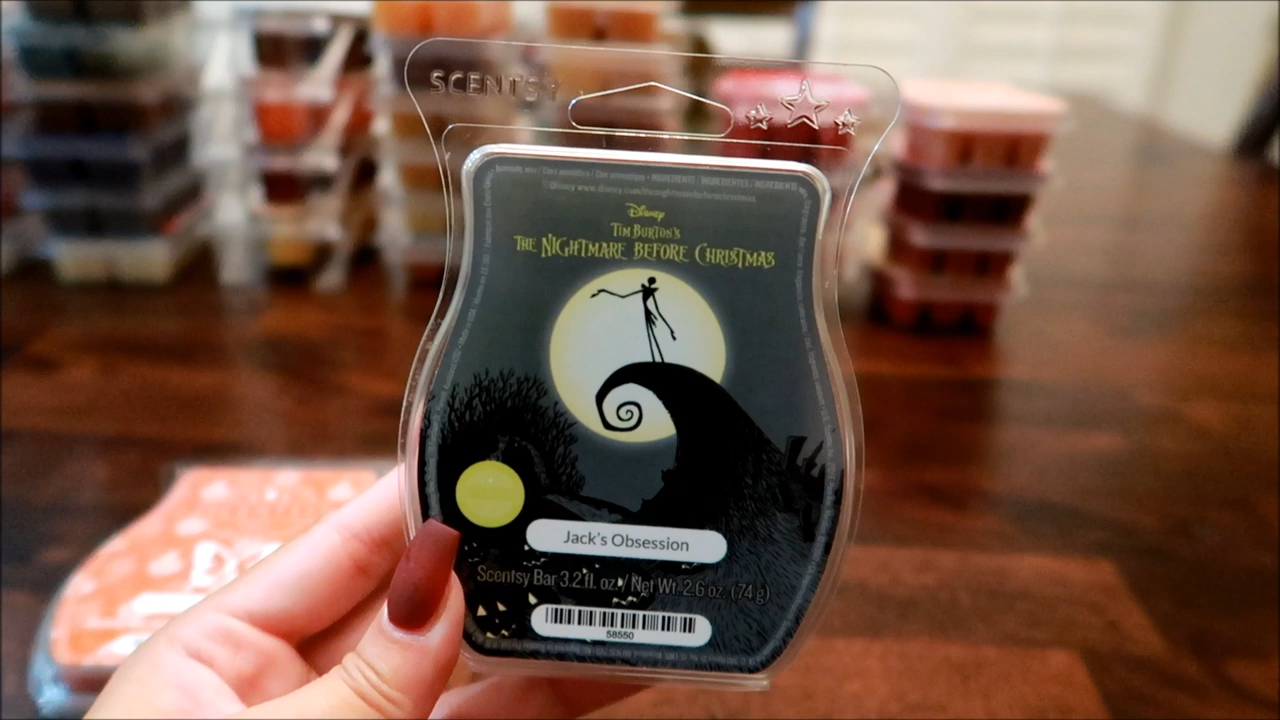 SCENTSY
Disney
TIM BURTON'S
THE NIGHTMARE BEFORE CHRISTMAS
Jack's Obsession
Scentsy Bar 3.2 fl. oz. / Net Wt. 2.6 oz. (74 g)
58550